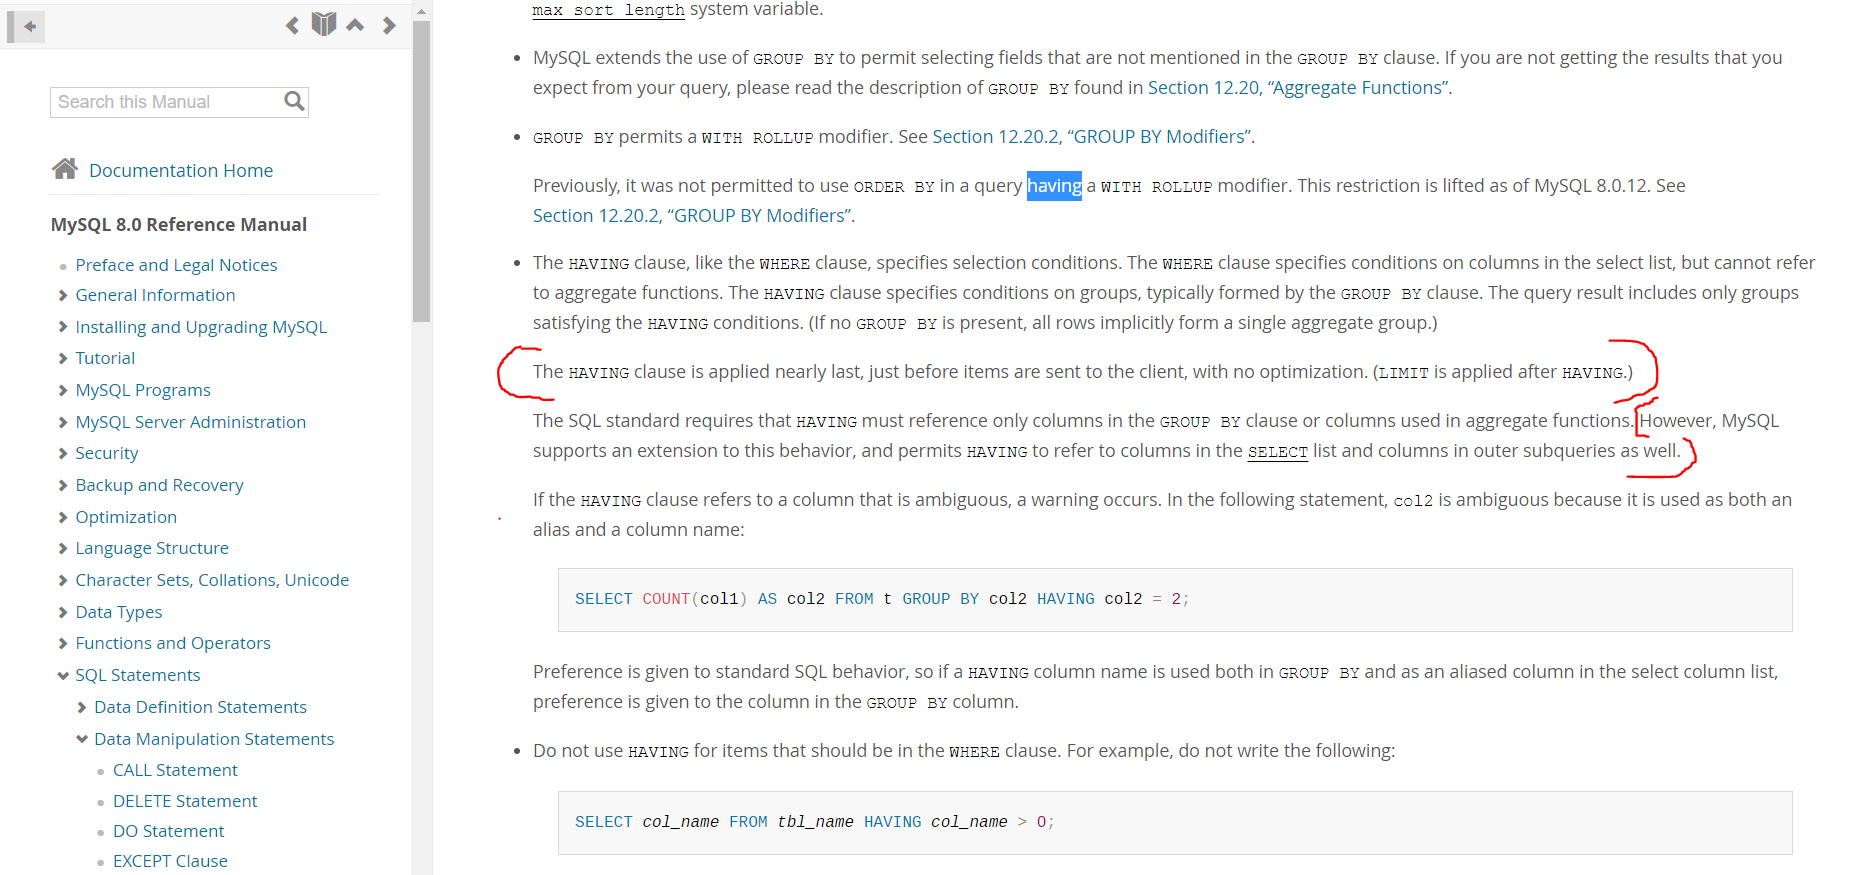 Search this Manual
Documentation Home
MySQL 8.0 Reference Manual
Preface and Legal Notices
General Information
Installing and Upgrading MySQL
Tutorial
MySQL Programs
MySQL Server Administration
Security
Backup and Recovery
Optimization
Language Structure
Character Sets, Collations, Unicode
Data Types
Functions and Operators
SQL Statements
Data Definition Statements
Data Manipulation Statements
CALL Statement
DELETE Statement
DO Statement
EXCEPT Clause
max_sort_length system variable.
MySQL extends the use of GROUP BY to permit selecting fields that are not mentioned in the GROUP BY clause. If you are not getting the results that you
expect from your query, please read the description of GROUP BY found in Section 12.20, “Aggregate Functions”.
GROUP BY permits a WITH ROLLUP modifier. See Section 12.20.2, “GROUP BY Modifiers”.
Previously, it was not permitted to use ORDER BY in a query having a WITH ROLLUP modifier. This restriction is lifted as of MySQL 8.0.12. See
Section 12.20.2, “GROUP BY Modifiers”.
The HAVING clause, like the WHERE clause, specifies selection conditions. The WHERE clause specifies conditions on columns in the select list, but cannot refer
to aggregate functions. The HAVING clause specifies conditions on groups, typically formed by the GROUP BY clause. The query result includes only groups
satisfying the HAVING conditions. (If no GROUP BY is present, all rows implicitly form a single aggregate group.)
The HAVING clause is applied nearly last, just before items are sent to the client, with no optimization. (LIMIT is applied after HAVING.)
The SQL standard requires that HAVING must reference only columns in the GROUP BY clause or columns used in aggregate functions. However, MySQL
supports an extension to this behavior, and permits HAVING to refer to columns in the SELECT list and columns in outer subqueries as well.
If the HAVING clause refers to a column that is ambiguous, a warning occurs. In the following statement, col2 is ambiguous because it is used as both an
alias and a column name:
SELECT COUNT(col1) AS col2 FROM t GROUP BY col2 HAVING col2 = 2;
Preference is given to standard SQL behavior, so if a HAVING column name is used both in GROUP BY and as an aliased column in the select column list,
preference is given to the column in the GROUP BY column.
Do not use HAVING for items that should be in the WHERE clause. For example, do not write the following:
SELECT col_name FROM tbl_name HAVING col_name > 0;